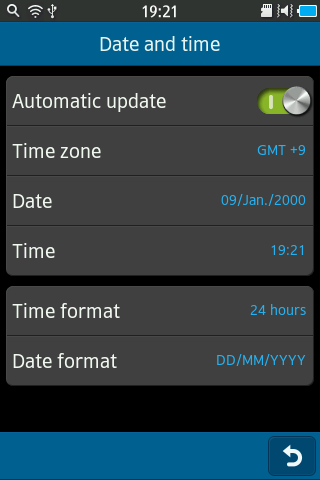 19:21
Date and time
Automatic update
Time zone GMT +9
Date 09/Jan./2000
Time 19:21
Time format 24 hours
Date format DD/MM/YYYY